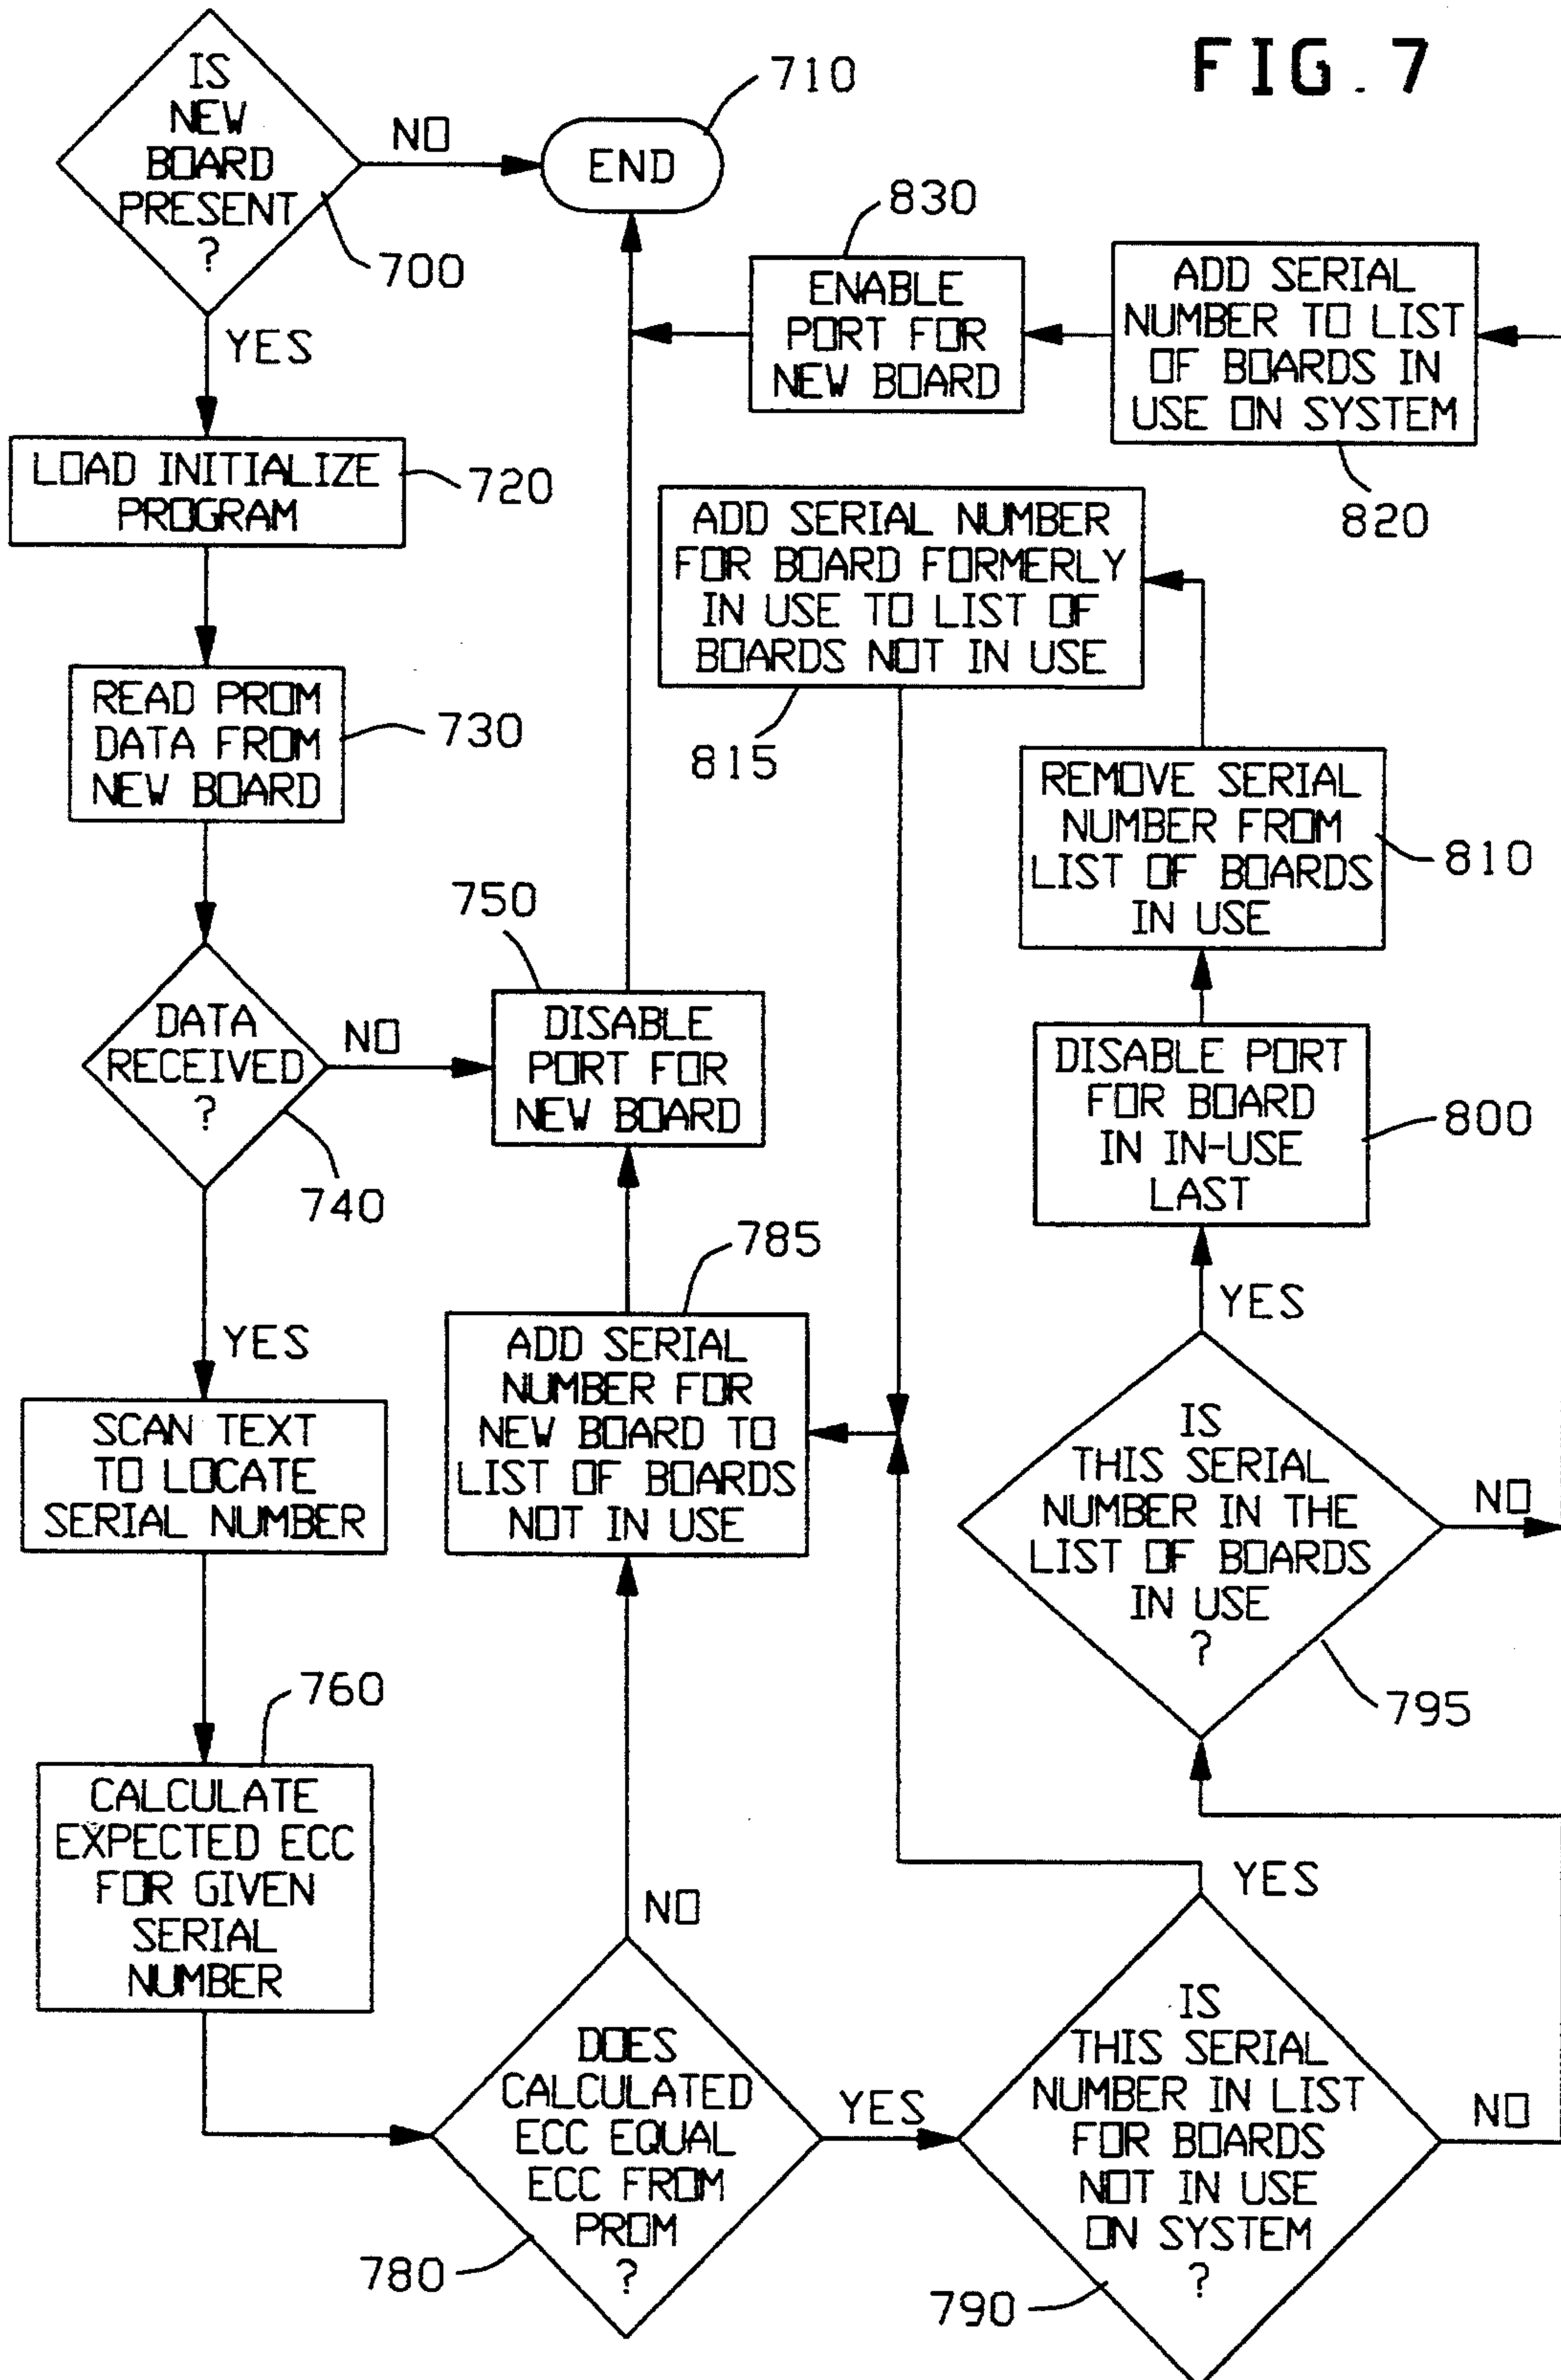 FIG. 7
IS
NEW
BOARD
PRESENT
?
700
NO
END
710
YES
LOAD INITIALIZE
PROGRAM
720
READ PROM
DATA FROM
NEW BOARD
730
DATA
RECEIVED
?
740
NO
DISABLE
PORT FOR
NEW BOARD
750
YES
SCAN TEXT
TO LOCATE
SERIAL NUMBER
CALCULATE
EXPECTED ECC
FOR GIVEN
SERIAL
NUMBER
760
DOES
CALCULATED
ECC EQUAL
ECC FROM
PROM
?
780
NO
ADD SERIAL
NUMBER FOR
NEW BOARD TO
LIST OF BOARDS
NOT IN USE
785
YES
IS
THIS SERIAL
NUMBER IN LIST
FOR BOARDS
NOT IN USE
ON SYSTEM
?
790
YES
NO
IS
THIS SERIAL
NUMBER IN THE
LIST OF BOARDS
IN USE
?
795
NO
YES
DISABLE PORT
FOR BOARD
IN IN-USE
LAST
800
REMOVE SERIAL
NUMBER FROM
LIST OF BOARDS
IN USE
810
ADD SERIAL NUMBER
FOR BOARD FORMERLY
IN USE TO LIST OF
BOARDS NOT IN USE
815
ADD SERIAL
NUMBER TO LIST
OF BOARDS IN
USE ON SYSTEM
820
ENABLE
PORT FOR
NEW BOARD
830